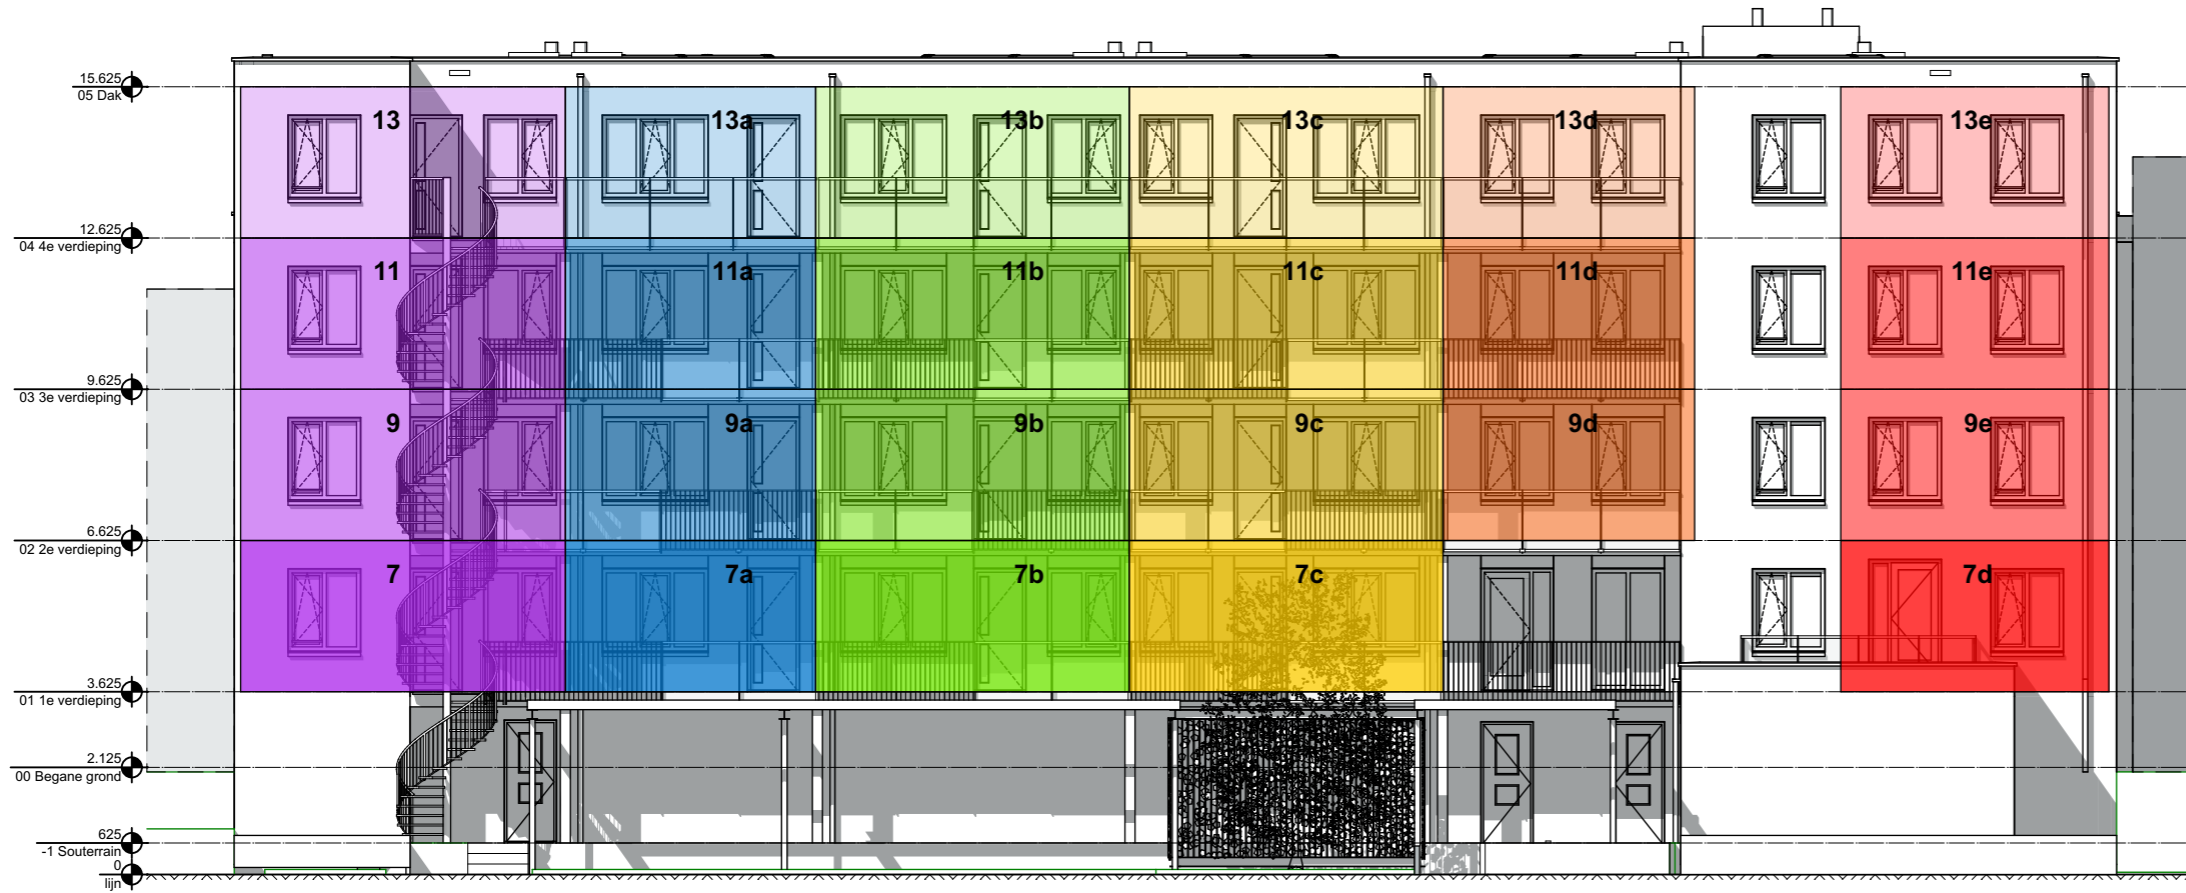 15.625
05 Dak
13 13a 13b 13c 13d 13e
12.625
04 4e verdieping
11 11a 11b 11c 11d 11e
9.625
03 3e verdieping
9 9a 9b 9c 9d 9e
6.625
02 2e verdieping
7 7a 7b 7c 7d
3.625
01 1e verdieping
2.125
00 Begane grond
625
-1 Souterrain
0
lijn